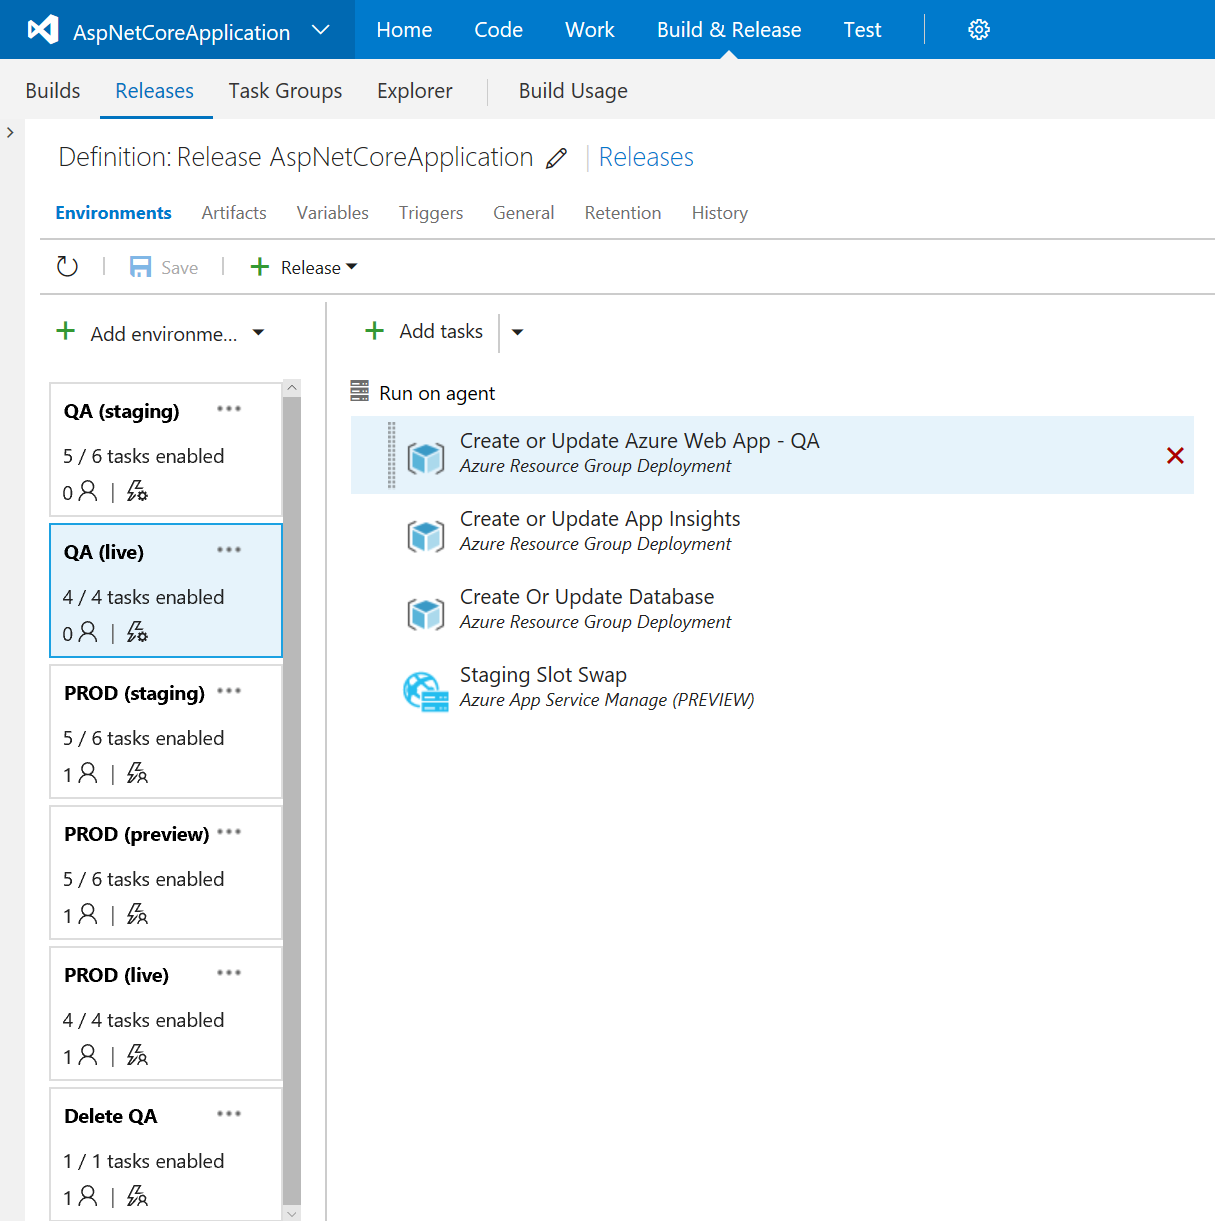 AspNetCoreApplication Home Code Work Build & Release Test
Builds Releases Task Groups Explorer Build Usage
Definition: Release AspNetCoreApplication Releases
Environments Artifacts Variables Triggers General Retention History
Save Release
Add environme...
QA (staging)
5 / 6 tasks enabled
0
QA (live)
4 / 4 tasks enabled
0
PROD (staging)
5 / 6 tasks enabled
1
PROD (preview)
5 / 6 tasks enabled
1
PROD (live)
4 / 4 tasks enabled
1
Delete QA
1 / 1 tasks enabled
1
Add tasks
Run on agent
Create or Update Azure Web App - QA
Azure Resource Group Deployment
Create or Update App Insights
Azure Resource Group Deployment
Create Or Update Database
Azure Resource Group Deployment
Staging Slot Swap
Azure App Service Manage (PREVIEW)